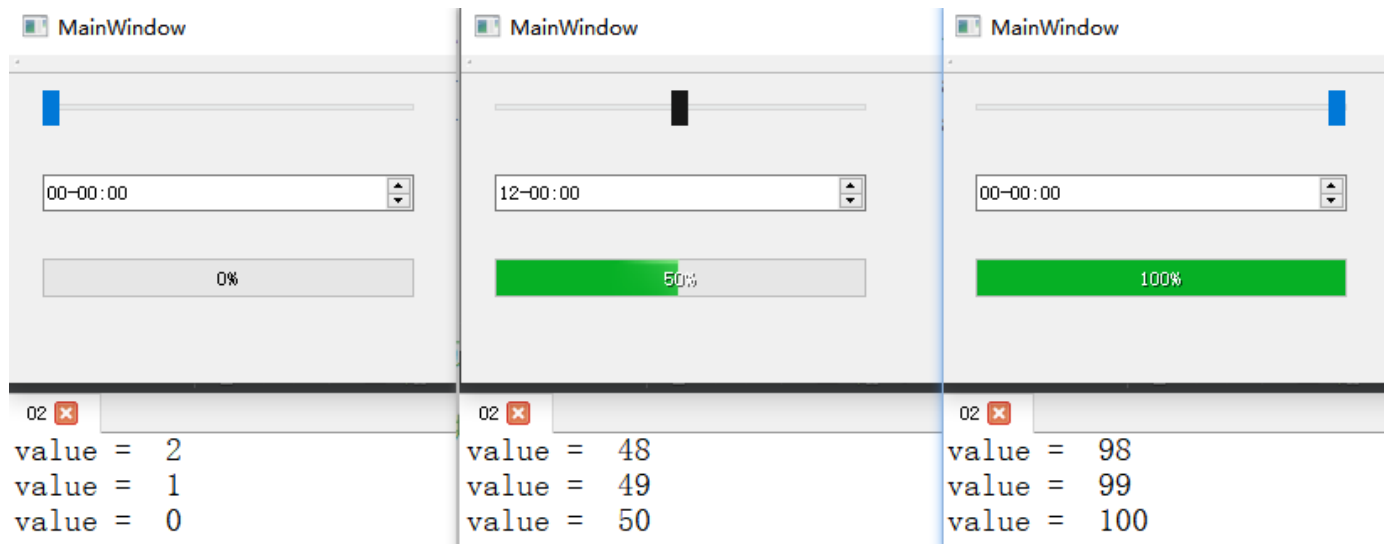 MainWindow
00-00:00
0%
02
value =  2
value =  1
value =  0
MainWindow
12-00:00
50%
02
value =  48
value =  49
value =  50
MainWindow
00-00:00
100%
02
value =  98
value =  99
value =  100